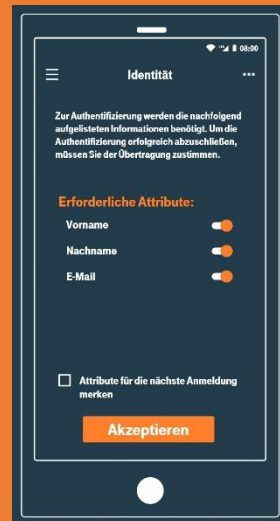 08:00
Identität
Zur Authentifizierung werden die nachfolgend
aufgelisteten Informationen benötigt. Um die
Authentifizierung erfolgreich abzuschließen,
müssen Sie der Übertragung zustimmen.
Erforderliche Attribute:
Vorname
Nachname
E-Mail
Attribute für die nächste Anmeldung
merken
Akzeptieren